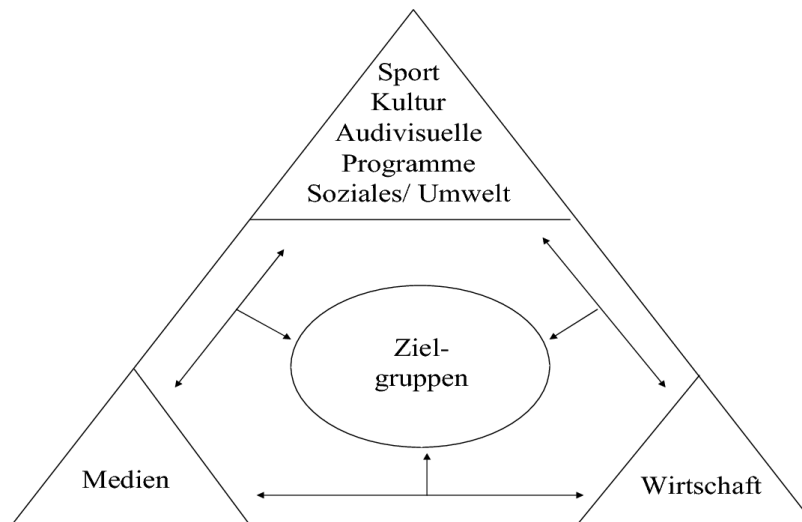 Sport
Kultur
Audivisuelle
Programme
Soziales/ Umwelt
Ziel-
gruppen
Medien
Wirtschaft